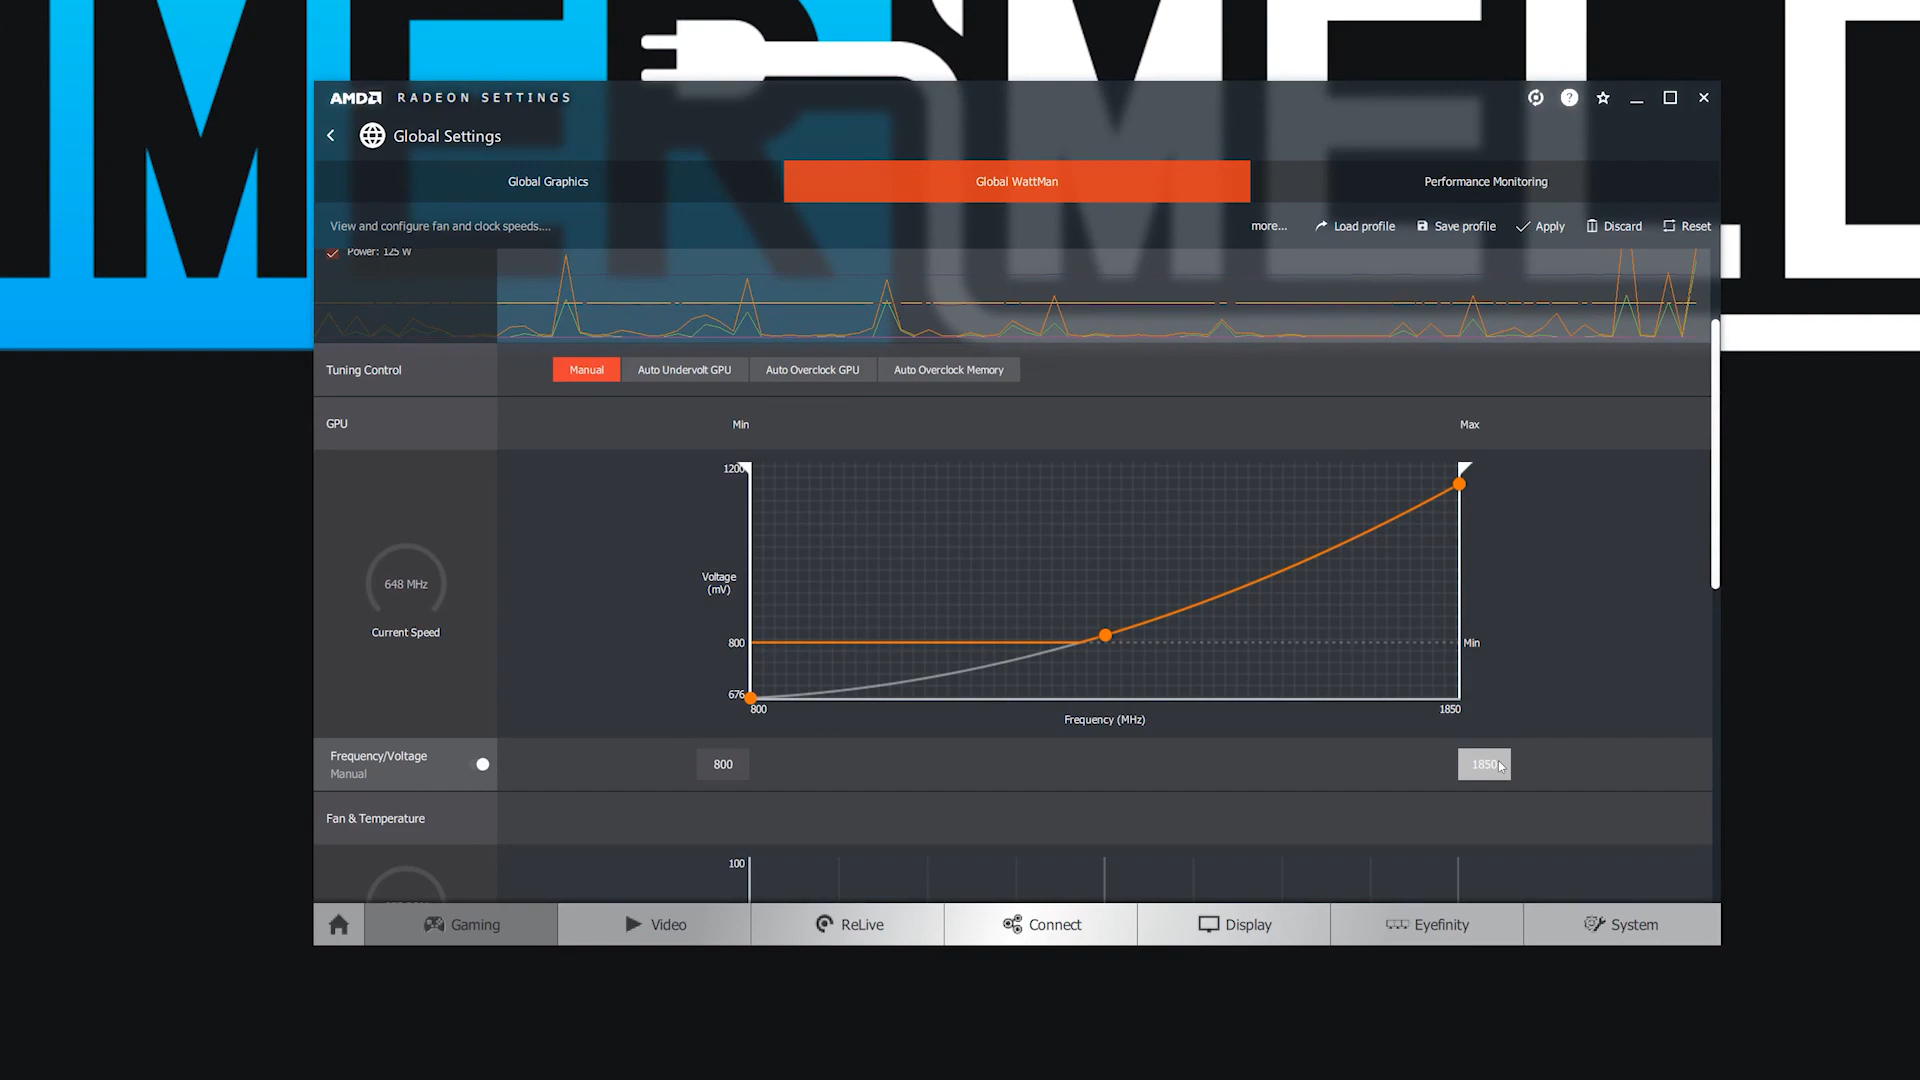 AMD RADEON SETTINGS
Global Settings
Global Graphics
Global WattMan
Performance Monitoring
View and configure fan and clock speeds....
more...
Load profile
Save profile
Apply
Discard
Reset
Power: 125 W
Tuning Control
Manual
Auto Undervolt GPU
Auto Overclock GPU
Auto Overclock Memory
GPU
Min
Max
1200
Voltage
(mV)
648 MHz
Current Speed
800
Min
676
800
1850
Frequency (MHz)
Frequency/Voltage
Manual
800
1850
Fan & Temperature
100
Gaming
Video
ReLive
Connect
Display
Eyefinity
System